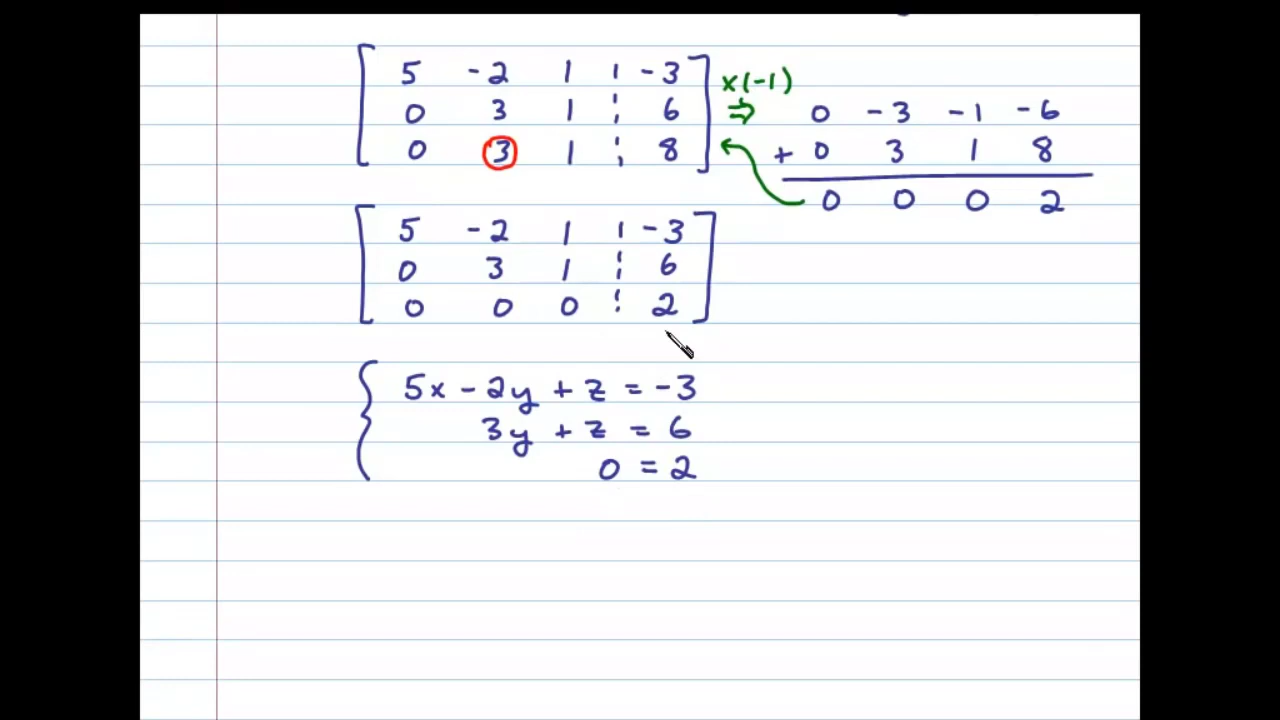 5 -2 1 ¦ -3
0 3 1 ¦ 6
0 3 1 ¦ 8
x(-1)
⇒
0 -3 -1 -6
+ 0 3 1 8
0 0 0 2
5 -2 1 ¦ -3
0 3 1 ¦ 6
0 0 0 ¦ 2
5x - 2y + z = -3
3y + z = 6
0 = 2